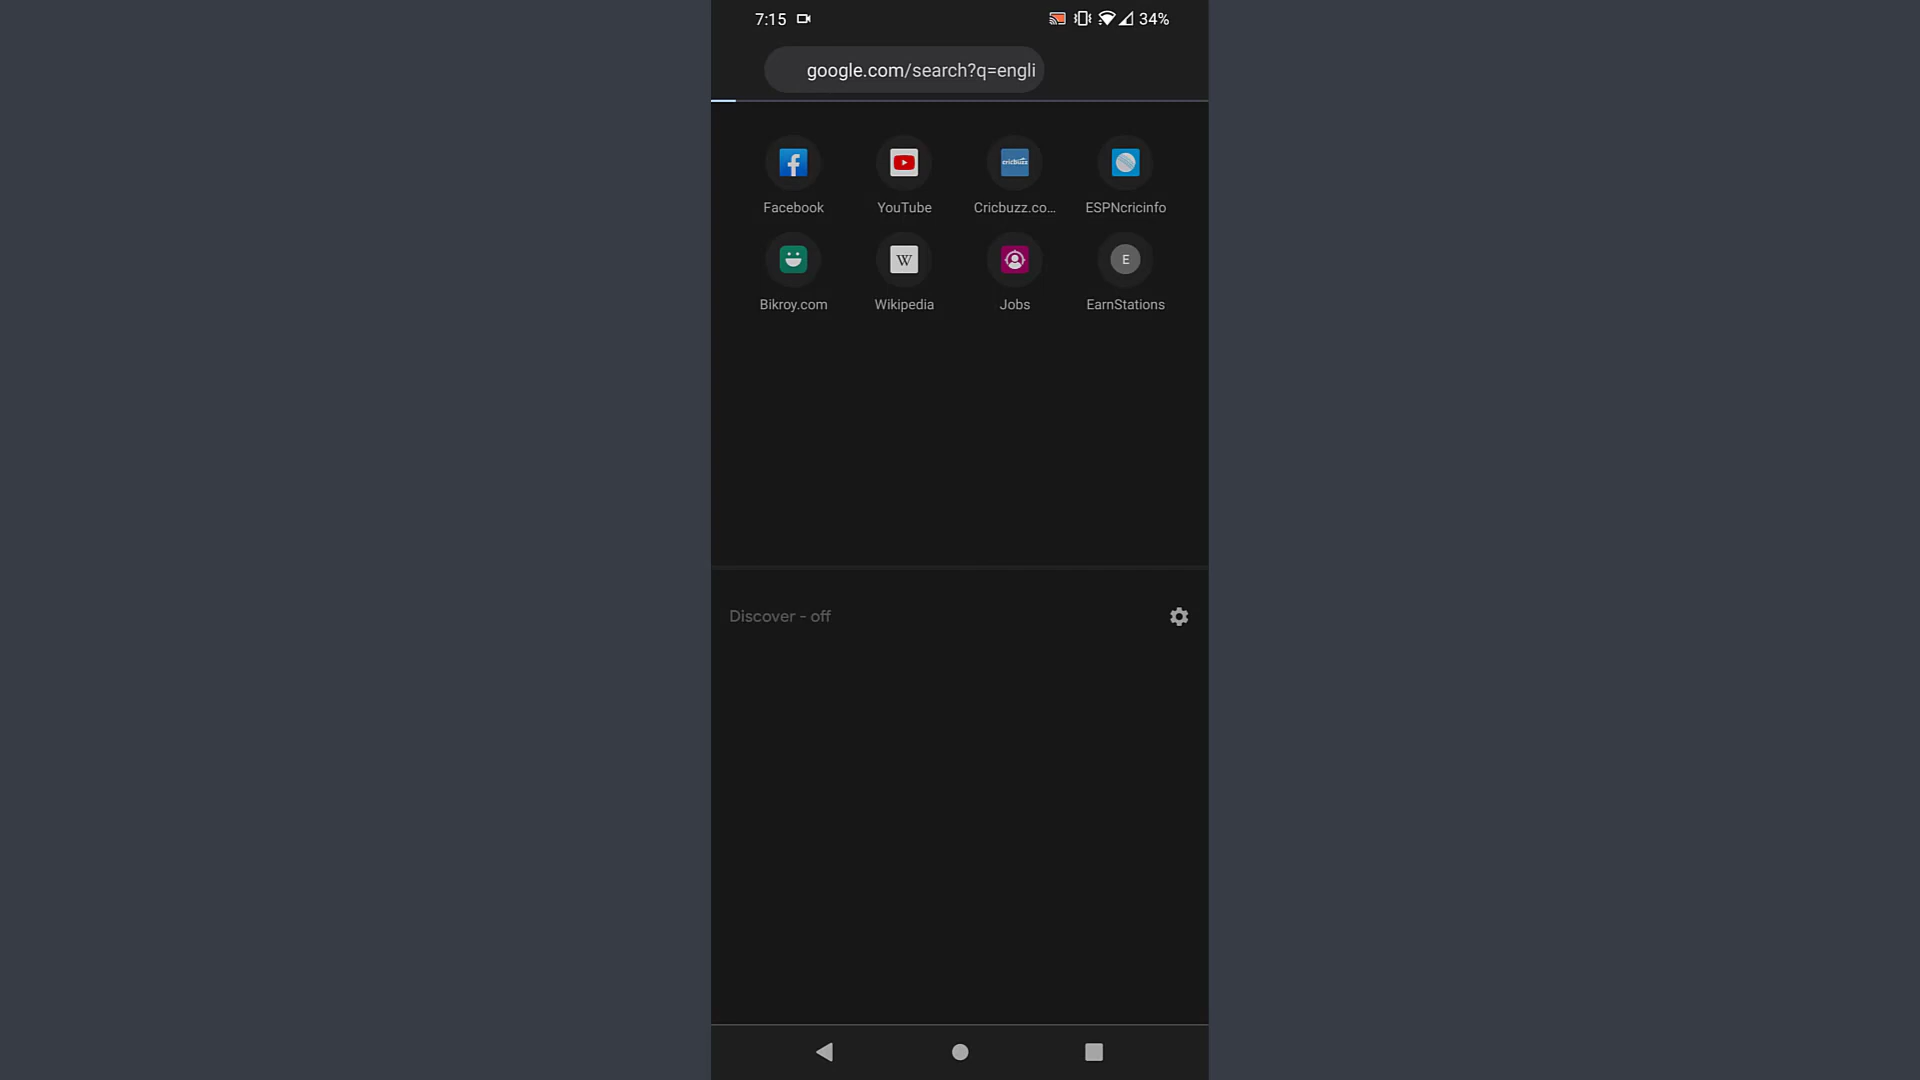 7:15
34%
google.com/search?q=engli
Facebook
YouTube
cricbuzz
Cricbuzz.co...
ESPNcricinfo
W
E
Bikroy.com
Wikipedia
Jobs
EarnStations
Discover - off